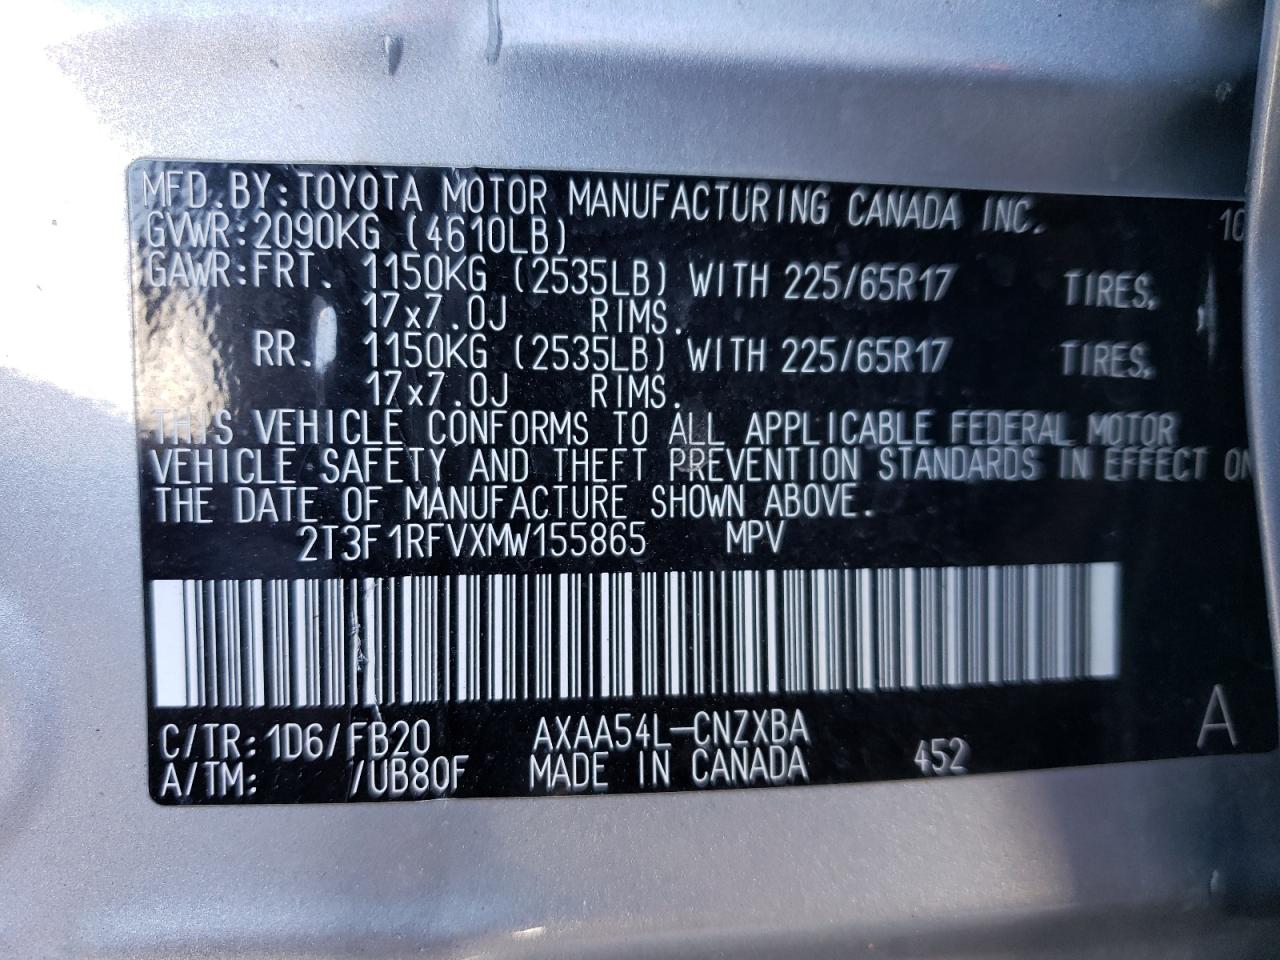 MFD.BY:TOYOTA MOTOR MANUFACTURING CANADA INC.
GVWR:2090KG (4610LB) 10
GAWR:FRT. 1150KG (2535LB) WITH 225/65R17 TIRES,
17x7.0J RIMS.
RR. 1150KG (2535LB) WITH 225/65R17 TIRES,
17x7.0J RIMS.
THIS VEHICLE CONFORMS TO ALL APPLICABLE FEDERAL MOTOR
VEHICLE SAFETY AND THEFT PREVENTION STANDARDS IN EFFECT ON
THE DATE OF MANUFACTURE SHOWN ABOVE.
2T3F1RFVXMW155865 MPV
C/TR:1D6/FB20 AXAA54L-CNZXBA A
A/TM: /UB80F MADE IN CANADA 452